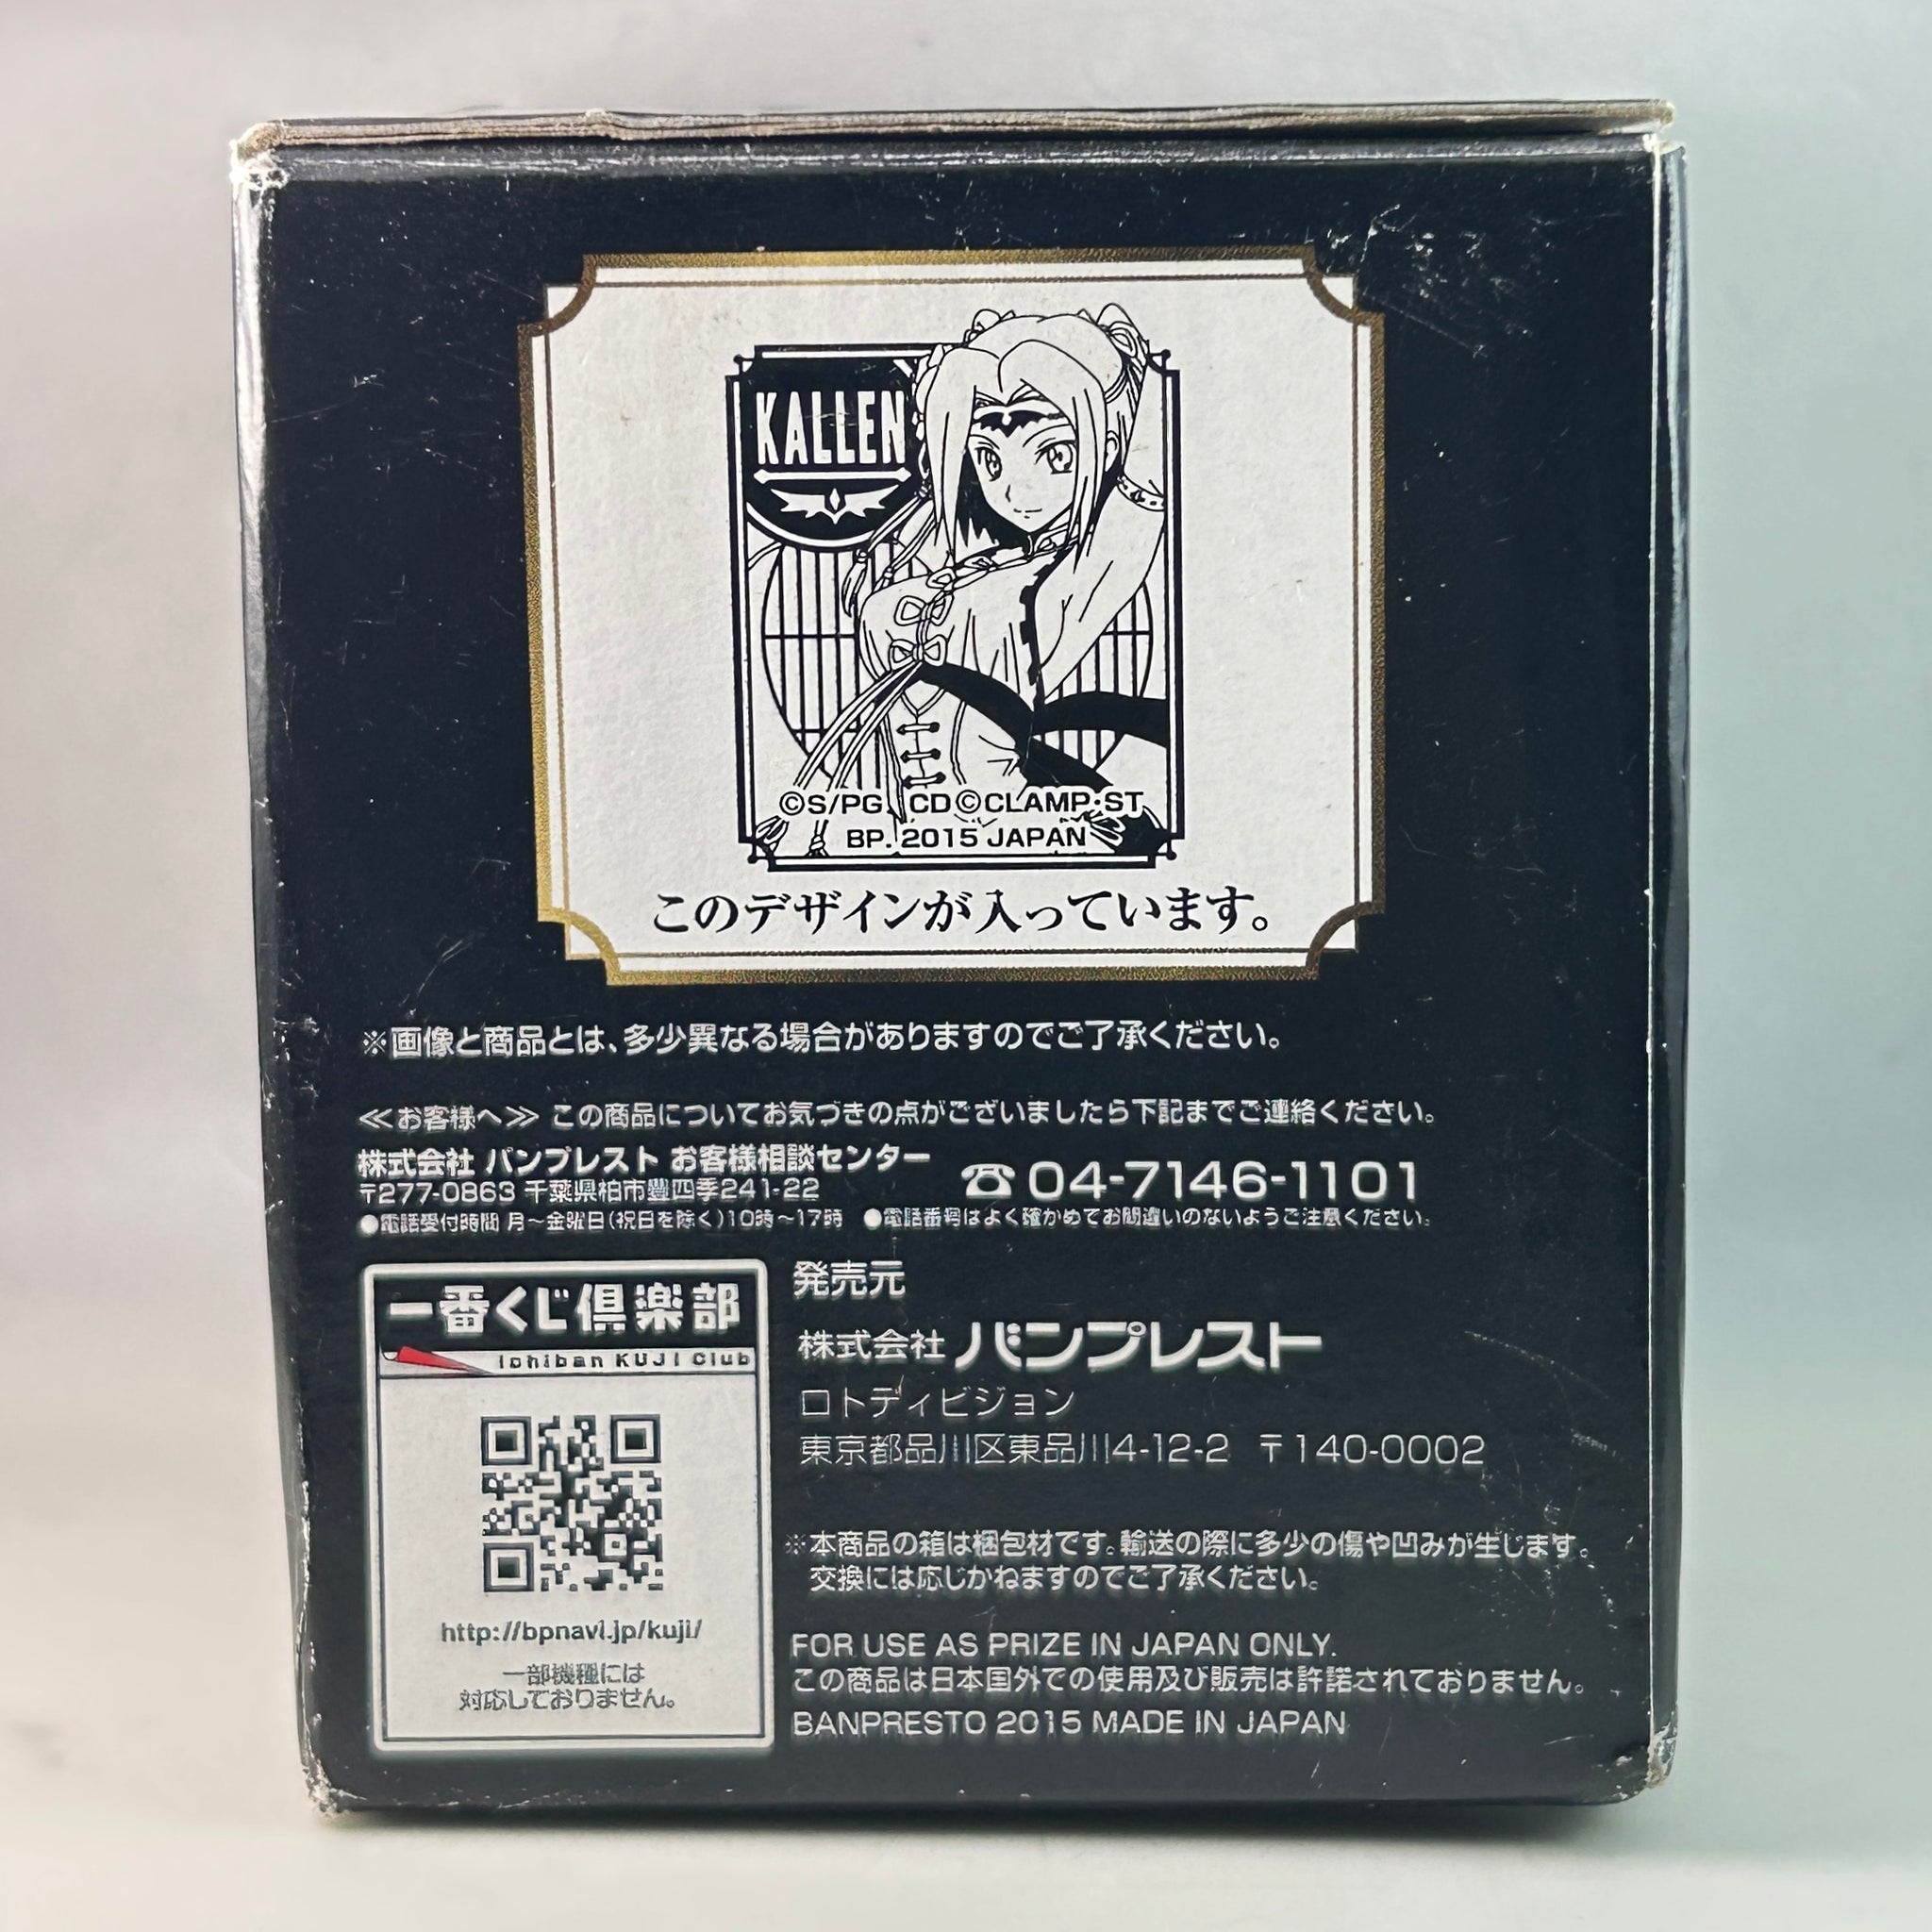 KALLEN
©S/PG, CD©CLAMP・ST
BP. 2015 JAPAN
このデザインが入っています。
※画像と商品とは、多少異なる場合がありますのでご了承ください。
≪お客様へ≫ この商品についてお気づきの点がございましたら下記までご連絡ください。
株式会社 バンプレスト お客様相談センター
☎04-7146-1101
〒277-0863 千葉県柏市豊四季241-22
●電話受付時間 月～金曜日(祝日を除く)10時～17時 ●電話番号はよく確かめてお間違いのないようご注意ください。
一番くじ倶楽部
Ichiban KUJI Club
http://bpnavi.jp/kuji/
一部機種には
対応しておりません。
発売元
株式会社 バンプレスト
ロトディビジョン
東京都品川区東品川4-12-2 〒140-0002
※本商品の箱は梱包材です。輸送の際に多少の傷や凹みが生じます。
交換には応じかねますのでご了承ください。
FOR USE AS PRIZE IN JAPAN ONLY.
この商品は日本国外での使用及び販売は許諾されておりません。
BANPRESTO 2015 MADE IN JAPAN